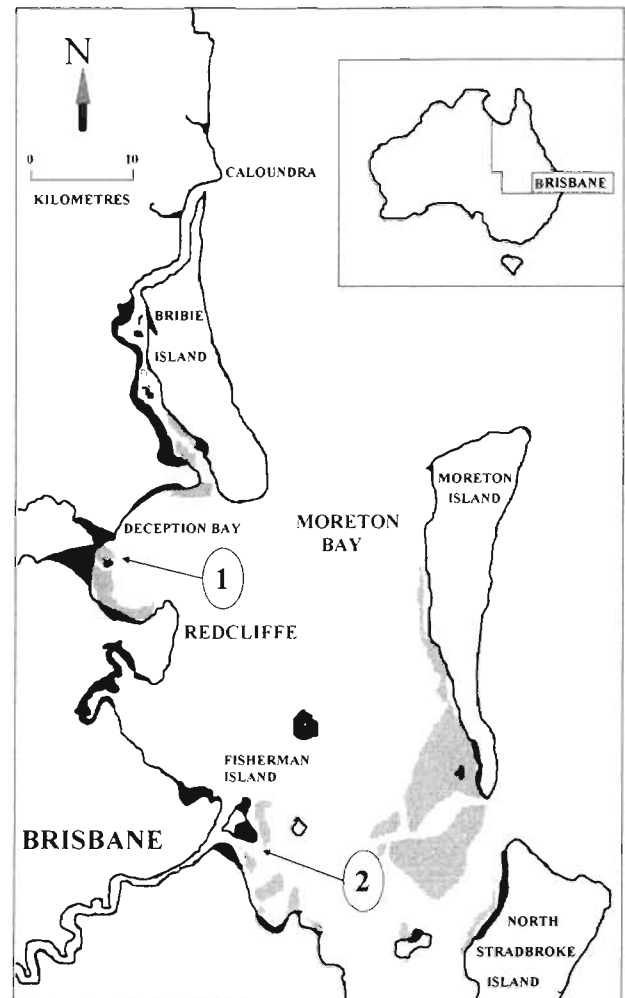 N
0 10
KILOMETRES
CALOUNDRA
BRISBANE
BRIBIE
ISLAND
MORETON
ISLAND
DECEPTION BAY
MORETON
BAY
1
REDCLIFFE
FISHERMAN
ISLAND
BRISBANE
2
NORTH
STRADBROKE
ISLAND